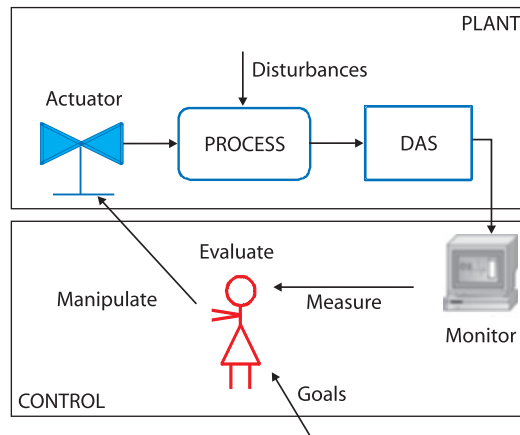 PLANT
Disturbances
Actuator
PROCESS
DAS
Evaluate
Manipulate
Measure
Monitor
Goals
CONTROL